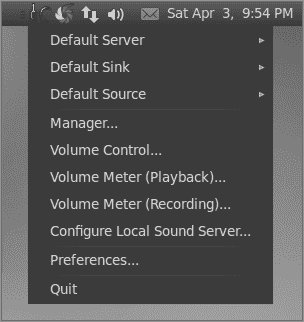 Sat Apr 3, 9:54 PM
Default Server
Default Sink
Default Source
Manager...
Volume Control...
Volume Meter (Playback)...
Volume Meter (Recording)...
Configure Local Sound Server...
Preferences...
Quit